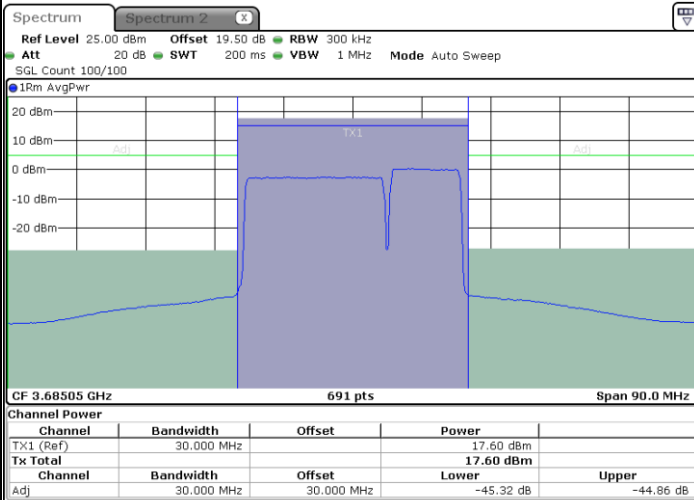 Spectrum Spectrum 2 X
Ref Level 25.00 dBm Offset 19.50 dB RBW 300 kHz
Att 20 dB SWT 200 ms VBW 1 MHz Mode Auto Sweep
SGL Count 100/100
1Rm AvgPwr
20 dBm
TX1
10 dBm
Adj Adj
0 dBm
-10 dBm
-20 dBm
CF 3.68505 GHz 691 pts Span 90.0 MHz
Channel Power
Channel Bandwidth Offset Power
TX1 (Ref) 30.000 MHz 17.60 dBm
Tx Total 17.60 dBm
Channel Bandwidth Offset Lower Upper
Adj 30.000 MHz 30.000 MHz -45.32 dB -44.86 dB